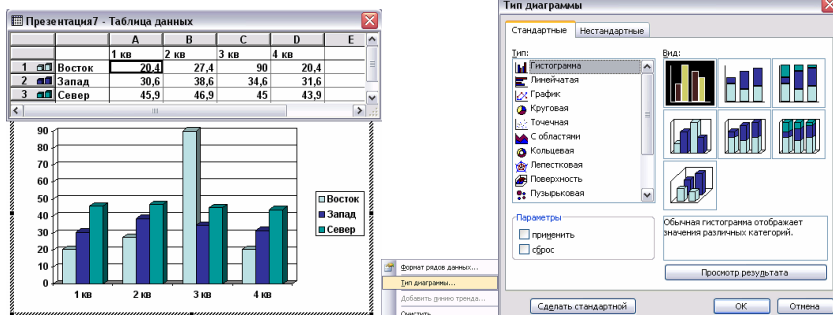 Презентация7 - Таблица данных
A B C D E
1 кв 2 кв 3 кв 4 кв
1 Восток 20,4 27,4 90 20,4
2 Запад 30,6 38,6 34,6 31,6
3 Север 45,9 46,9 45 43,9
90
80
70
60
50
40
30
20
10
0
1 кв 2 кв 3 кв 4 кв
Восток
Запад
Север
Формат рядов данных...
Тип диаграммы...
Добавить линию тренда...
Очистить
Тип диаграммы
Стандартные Нестандартные
Тип:
Гистограмма
Линейчатая
График
Круговая
Точечная
С областями
Кольцевая
Лепестковая
Поверхность
Пузырьковая
Вид:
Параметры
применить
сброс
Обычная гистограмма отображает
значения различных категорий.
Просмотр результата
Сделать стандартной
ОК
Отмена